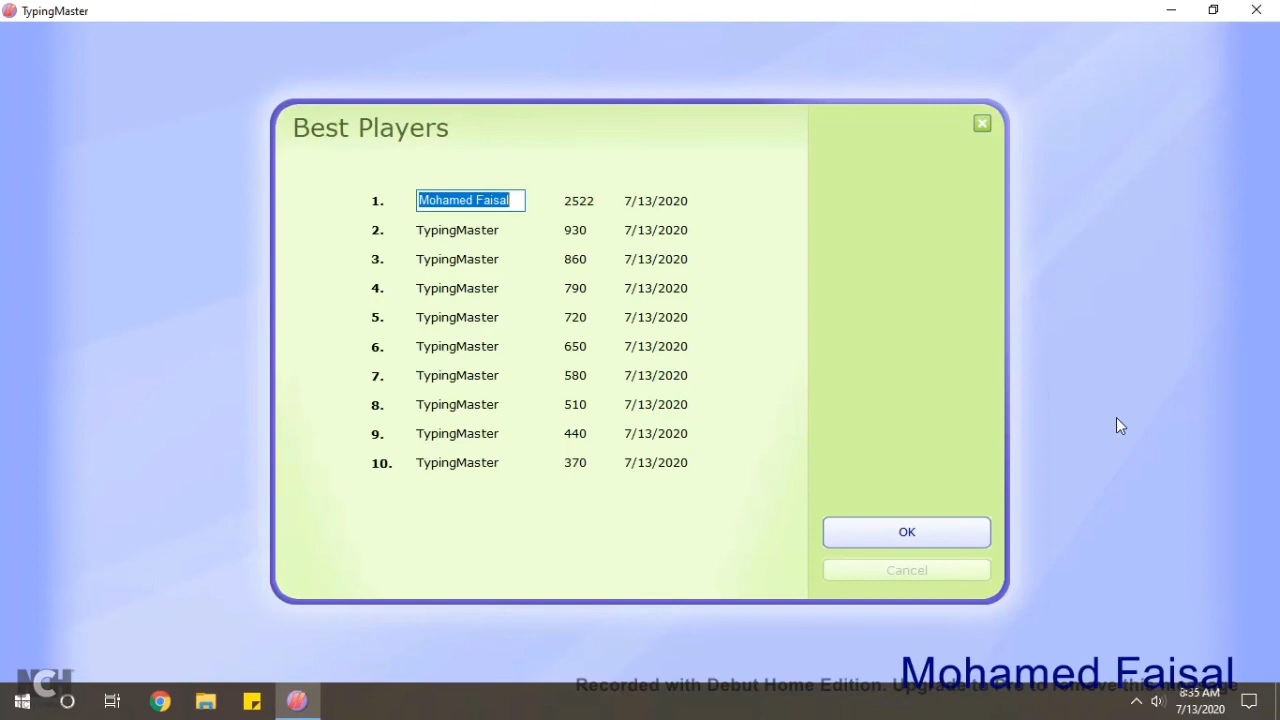 TypingMaster
Best Players
1. Mohamed Faisal 2522 7/13/2020
2. TypingMaster 930 7/13/2020
3. TypingMaster 860 7/13/2020
4. TypingMaster 790 7/13/2020
5. TypingMaster 720 7/13/2020
6. TypingMaster 650 7/13/2020
7. TypingMaster 580 7/13/2020
8. TypingMaster 510 7/13/2020
9. TypingMaster 440 7/13/2020
10. TypingMaster 370 7/13/2020
OK
Cancel
NCH
Mohamed Faisal
Recorded with Debut Home Edition. Upgrade to Pro to remove this message
8:35 AM
7/13/2020